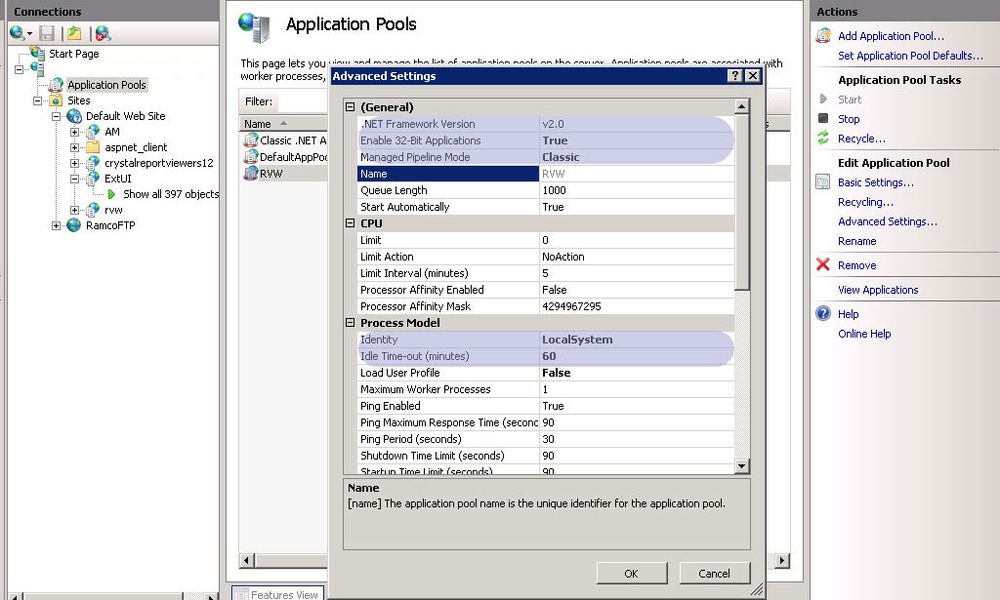 Connections
Start Page
Application Pools
Sites
Default Web Site
AM
aspnet_client
crystalreportviewers12
ExtUI
Show all 397 objects
rvw
RamcoFTP
Application Pools
This page lets you view and manage the list of application pools on the server. Application pools are associated with
worker processes,
Filter:
Name
Classic .NET A
DefaultAppPoo
RVW
Features View
Advanced Settings
(General)
.NET Framework Version v2.0
Enable 32-Bit Applications True
Managed Pipeline Mode Classic
Name RVW
Queue Length 1000
Start Automatically True
CPU
Limit 0
Limit Action NoAction
Limit Interval (minutes) 5
Processor Affinity Enabled False
Processor Affinity Mask 4294967295
Process Model
Identity LocalSystem
Idle Time-out (minutes) 60
Load User Profile False
Maximum Worker Processes 1
Ping Enabled True
Ping Maximum Response Time (second 90
Ping Period (seconds) 30
Shutdown Time Limit (seconds) 90
Startup Time Limit (seconds) 90
Name
[name] The application pool name is the unique identifier for the application pool.
OK Cancel
Actions
Add Application Pool...
Set Application Pool Defaults...
Application Pool Tasks
Start
Stop
Recycle...
Edit Application Pool
Basic Settings...
Recycling...
Advanced Settings...
Rename
Remove
View Applications
Help
Online Help